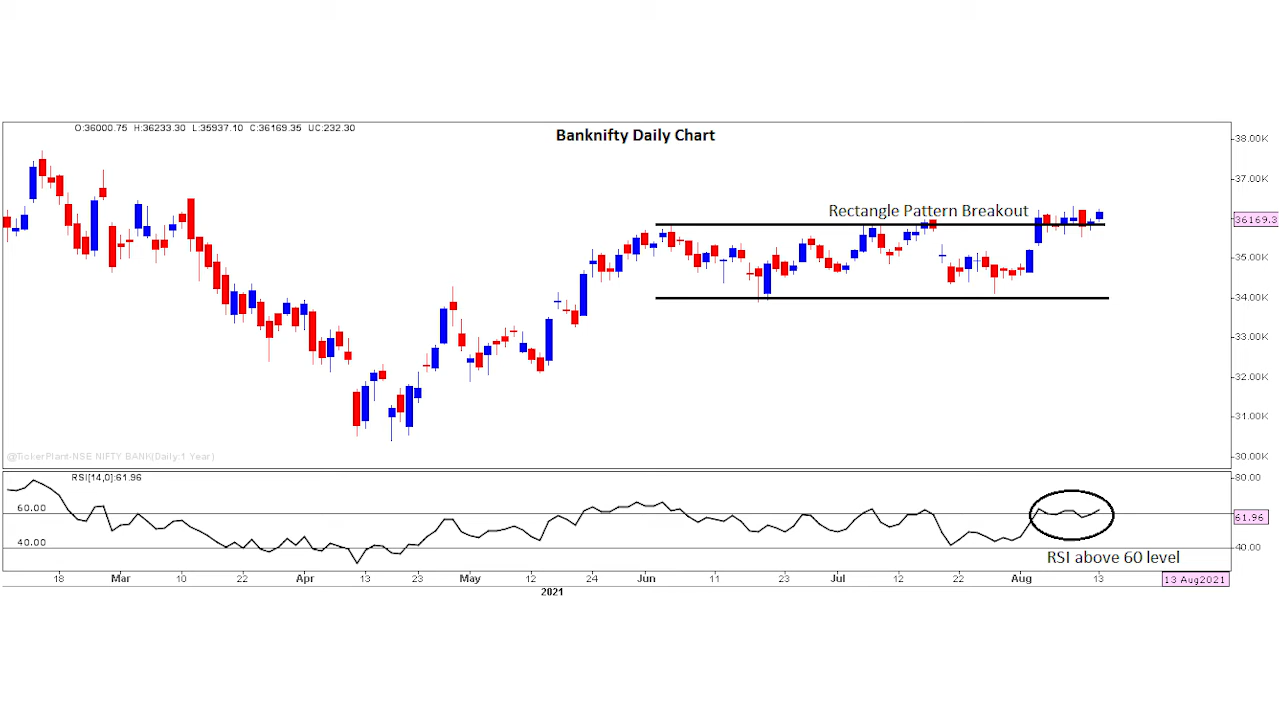 O:36000.75 H:36233.30 L:35937.10 C:36169.35 UC:232.30
Banknifty Daily Chart
38.00K
37.00K
Rectangle Pattern Breakout
36169.3
35.00K
34.00K
33.00K
32.00K
31.00K
30.00K
@TickerPlant-NSE NIFTY BANK(Daily:1 Year)
RSI[14,0]:61.96
80.00
60.00
61.96
40.00
40.00
RSI above 60 level
18 Mar 10 22 Apr 13 23 May 12 24 Jun 11 23 Jul 12 22 Aug 13
13 Aug2021
2021